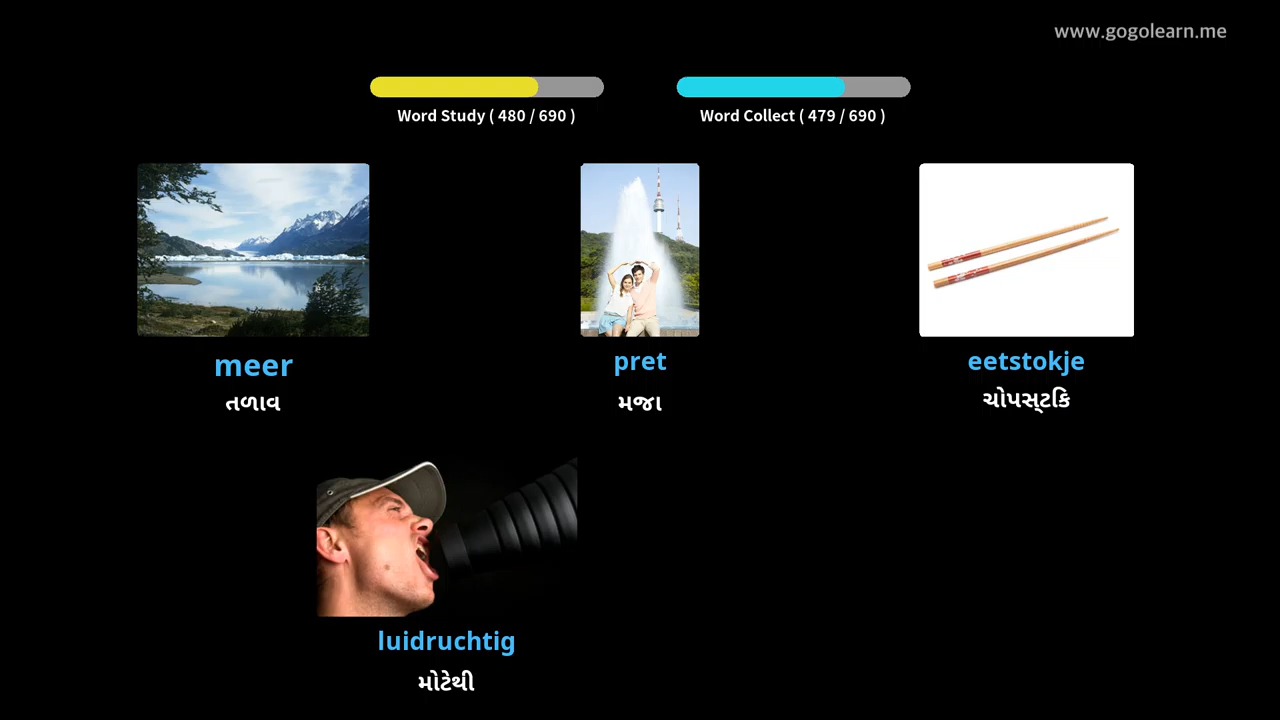 www.gogolearn.me
Word Study ( 480 / 690 )
Word Collect ( 479 / 690 )
meer
તળાવ
pret
મજા
eetstokje
ચોપસ્ટિક
luidruchtig
મોટેથી